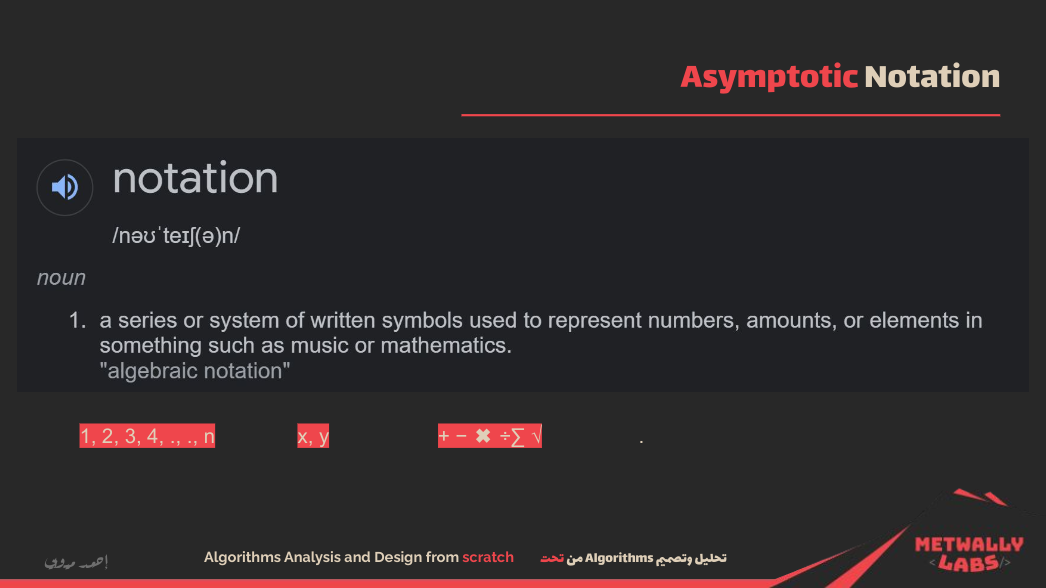 Asymptotic Notation
notation
/nəʊˈteɪʃ(ə)n/
noun
1. a series or system of written symbols used to represent numbers, amounts, or elements in
something such as music or mathematics.
"algebraic notation"
1, 2, 3, 4, ., ., n x, y + − ✖ ÷∑ √ .
Algorithms Analysis and Design from scratch تحليل وتصميم Algorithms من تحت
METWALLY
<LABS/>